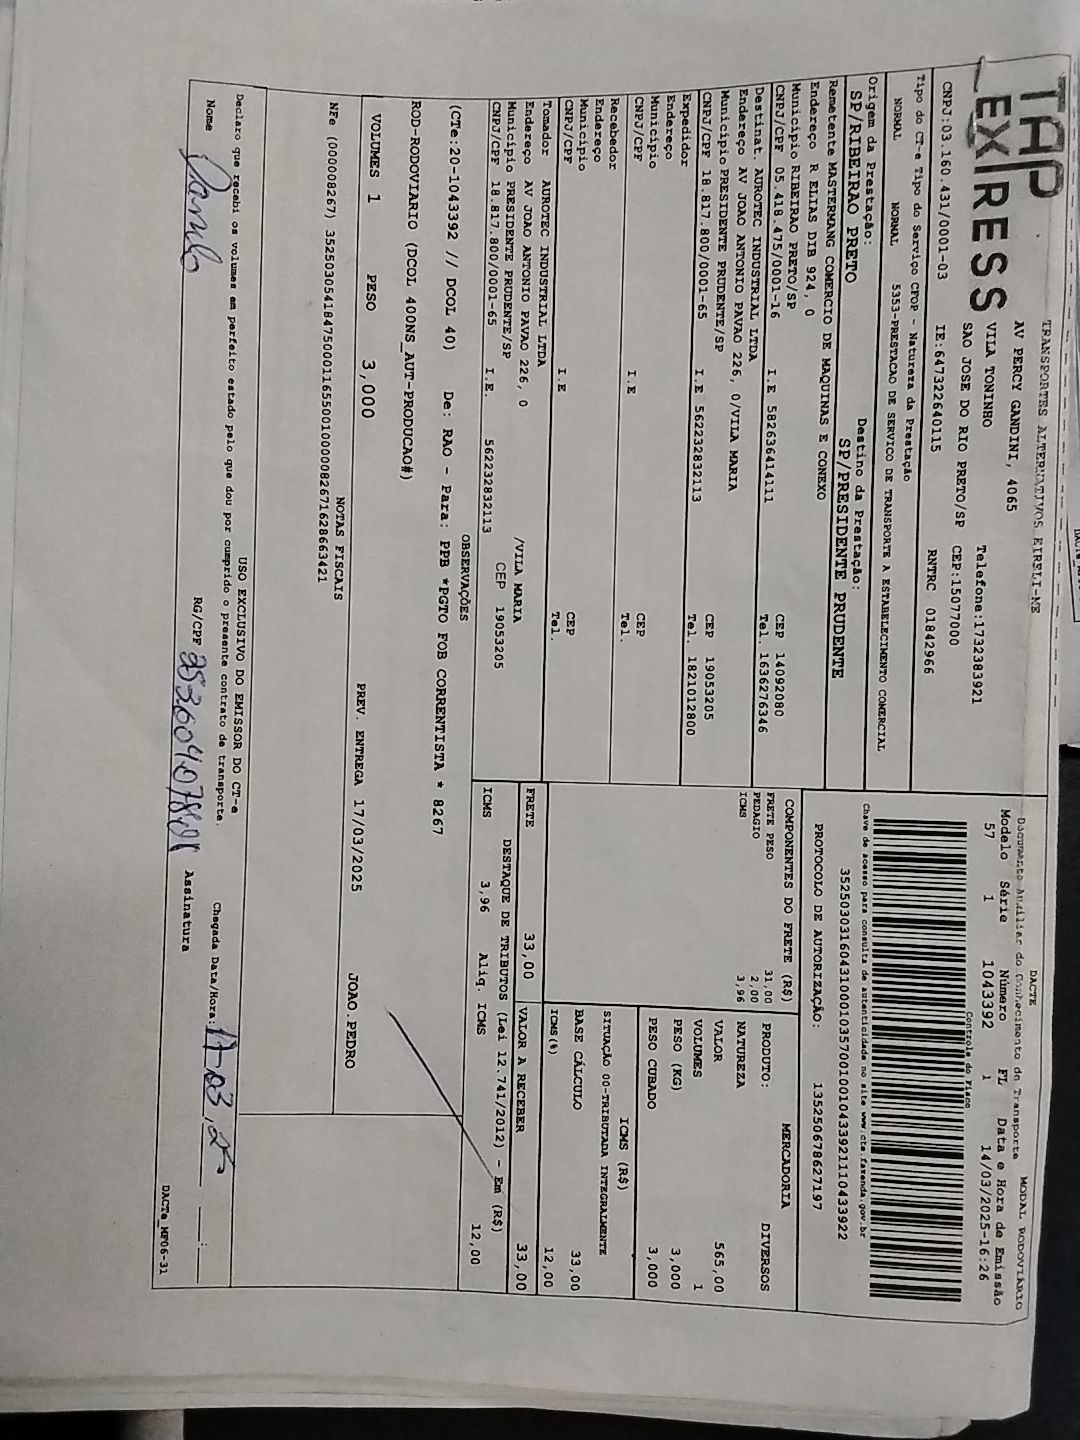 TRANSPORTES ALTERNATIVOS EIRELI-ME
TAP EXPRESS
AV PERCY GANDINI, 4065
VILA TONINHO
SAO JOSE DO RIO PRETO/SP CEP:15077000
Telefone:1732383921
CNPJ:03.160.431/0001-03 IE:647322640115 RNTRC 01842966
DACTE MODAL RODOVIÁRIO
Documento Auxiliar do Conhecimento de Transporte
Modelo Série Número FL Data e Hora de Emissão
57 1 1043392 1 14/03/2025-16:26
Controle do Fisco
Chave de acesso para consulta de autenticidade no site www.cte.fazenda.gov.br
35250303160431000103570010010433921110433922
PROTOCOLO DE AUTORIZAÇÃO: 135250678627197
Tipo do CT-e Tipo do Serviço CFOP - Natureza da Prestação
NORMAL NORMAL 5353-PRESTACAO DE SERVICO DE TRANSPORTE A ESTABELECIMENTO COMERCIAL
Origem da Prestação: Destino da Prestação:
SP/RIBEIRAO PRETO SP/PRESIDENTE PRUDENTE
Remetente MASTERMANG COMERCIO DE MAQUINAS E CONEXO
Endereço R ELIAS DIB 924, 0
Município RIBEIRAO PRETO/SP CEP 14092080
CNPJ/CPF 05.418.475/0001-16 I.E 582636414111 Tel. 1636276346
Destinat. AUROTEC INDUSTRIAL LTDA
Endereço AV JOAO ANTONIO PAVAO 226, 0/VILA MARIA
Município PRESIDENTE PRUDENTE/SP CEP 19053205
CNPJ/CPF 18.817.800/0001-65 I.E 562232832113 Tel. 1821012800
Expedidor
Endereço
Município CEP
CNPJ/CPF I.E Tel.
Recebedor
Endereço
Município CEP
CNPJ/CPF I.E Tel.
Tomador AUROTEC INDUSTRIAL LTDA
Endereço AV JOAO ANTONIO PAVAO 226, 0 /VILA MARIA
Município PRESIDENTE PRUDENTE/SP CEP 19053205
CNPJ/CPF 18.817.800/0001-65 I.E. 562232832113
COMPONENTES DO FRETE (R$)
FRETE PESO 31,00
PEDAGIO 2,00
ICMS 3,96
FRETE 33,00
MERCADORIA
PRODUTO: DIVERSOS
NATUREZA
VALOR 565,00
VOLUMES 1
PESO (KG) 3,000
PESO CUBADO 3,000
ICMS (R$)
SITUAÇÃO 00-TRIBUTADA INTEGRALMENTE
BASE CÁLCULO 33,00
ICMS(%) 12,00
VALOR A RECEBER 33,00
DESTAQUE DE TRIBUTOS (Lei 12.741/2012) - Em (R$)
ICMS 3,96 Aliq. ICMS 12,00
OBSERVAÇÕES
(CTe:20-1043392 // DCOL 40) De: RAO - Para: PPB *PGTO FOB CORRENTISTA * 8267
ROD-RODOVIARIO (DCOL 400NS_AUT-PRODUCAO#)
VOLUMES 1 PESO 3,000 PREV. ENTREGA 17/03/2025 JOAO.PEDRO
NOTAS FISCAIS
NFe (000008267) 35250305418475000116550010000082671628663421
USO EXCLUSIVO DO EMISSOR DO CT-e
Declaro que recebi os volumes em perfeito estado pelo que dou por cumprido o presente contrato de transporte.
Chegada Data/Hora: 17-03, 25 ___:___
Nome Danilo RG/CPF Assinatura
DACTe_MF06-31